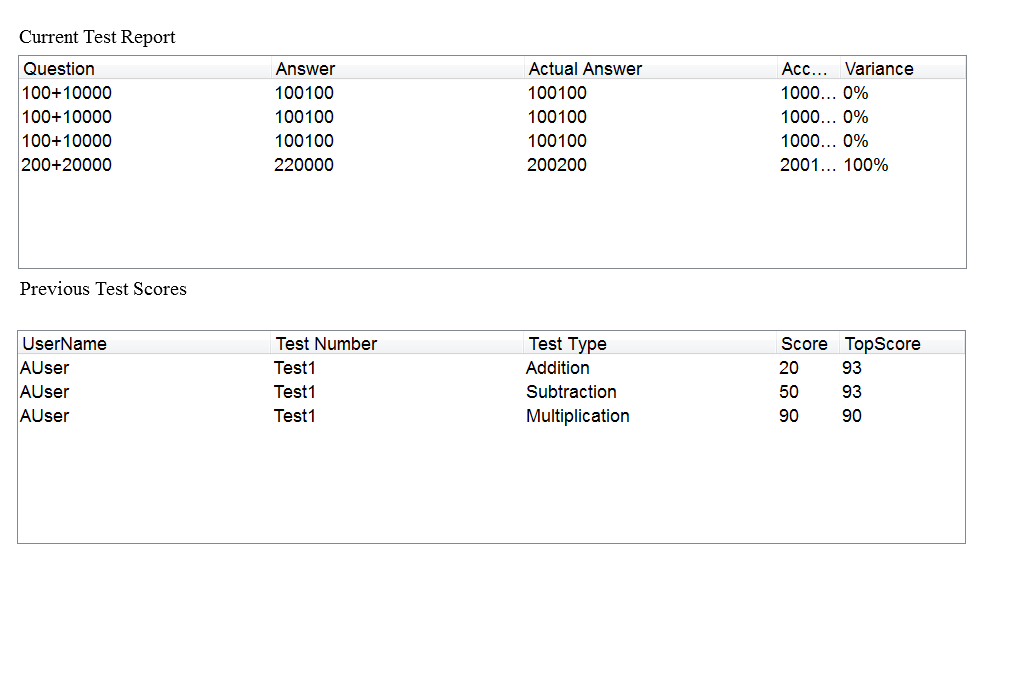 Current Test Report
Question Answer Actual Answer Acc... Variance
100+10000 100100 100100 1000... 0%
100+10000 100100 100100 1000... 0%
100+10000 100100 100100 1000... 0%
200+20000 220000 200200 2001... 100%
Previous Test Scores
UserName Test Number Test Type Score TopScore
AUser Test1 Addition 20 93
AUser Test1 Subtraction 50 93
AUser Test1 Multiplication 90 90